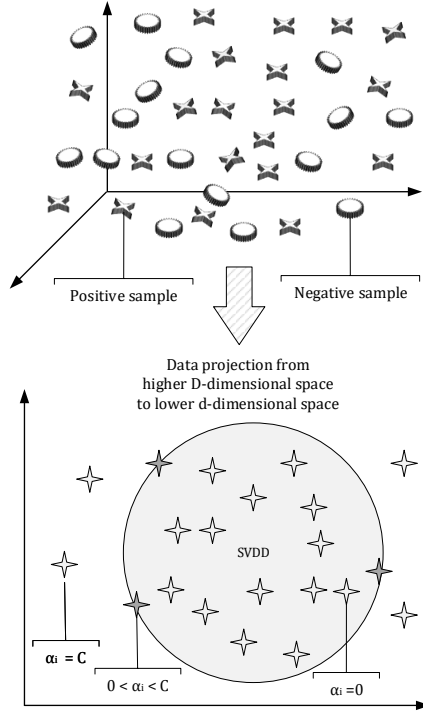 Positive sample
Negative sample
Data projection from
higher D-dimensional space
to lower d-dimensional space
SVDD
αi = C
0 < αi < C
αi =0